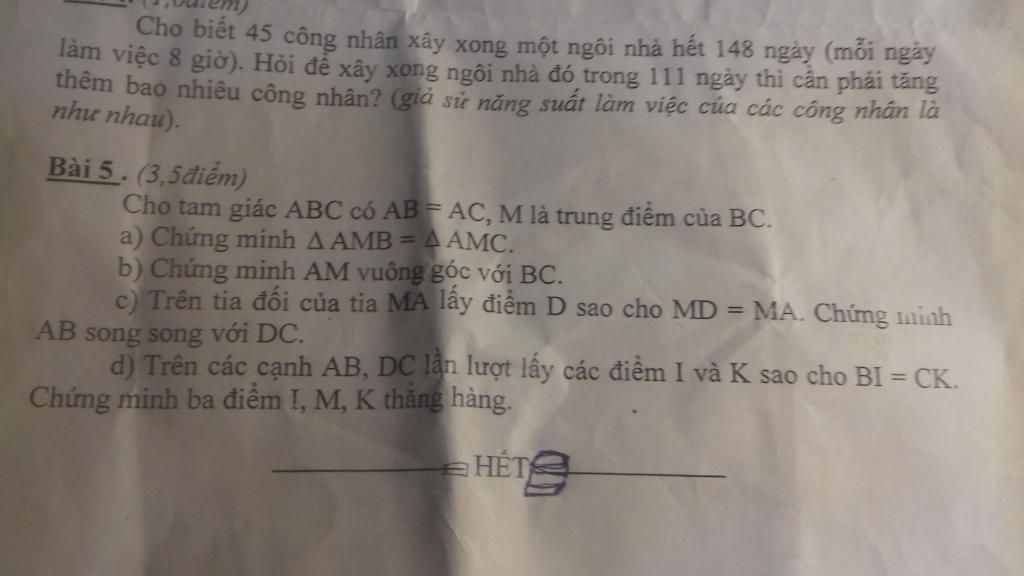 (1,0điểm)
Cho biết 45 công nhân xây xong một ngôi nhà hết 148 ngày (mỗi ngày
làm việc 8 giờ). Hỏi để xây xong ngôi nhà đó trong 111 ngày thì cần phải tăng
thêm bao nhiêu công nhân? (giả sử năng suất làm việc của các công nhân là
như nhau).
Bài 5 . (3,5điểm)
Cho tam giác ABC có AB = AC, M là trung điểm của BC.
a) Chứng minh Δ AMB = Δ AMC.
b) Chứng minh AM vuông góc với BC.
c) Trên tia đối của tia MA lấy điểm D sao cho MD = MA. Chứng minh
AB song song với DC.
d) Trên các cạnh AB, DC lần lượt lấy các điểm I và K sao cho BI = CK.
Chứng minh ba điểm I, M, K thẳng hàng.
HẾT